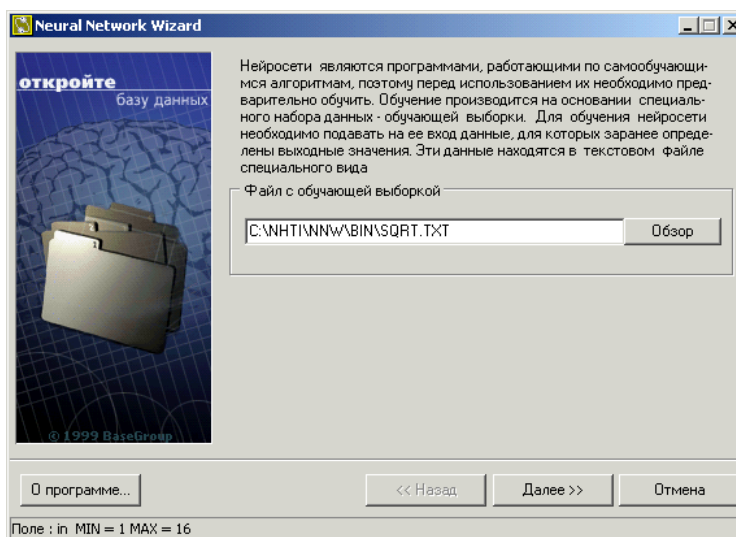 Neural Network Wizard
откройте
базу данных
Нейросети являются программами, работающими по самообучающи-
мся алгоритмам, поэтому перед использованием их необходимо пред-
варительно обучить. Обучение производится на основании специаль-
ного набора данных - обучающей выборки. Для обучения нейросети
необходимо подавать на ее вход данные, для которых заранее опреде-
лены выходные значения. Эти данные находятся в текстовом файле
специального вида
Файл с обучающей выборкой
C:\NHTI\NNW\BIN\SQRT.TXT
Обзор
© 1999 BaseGroup
О программе...
<< Назад
Далее >>
Отмена
Поле : in MIN = 1 MAX = 16